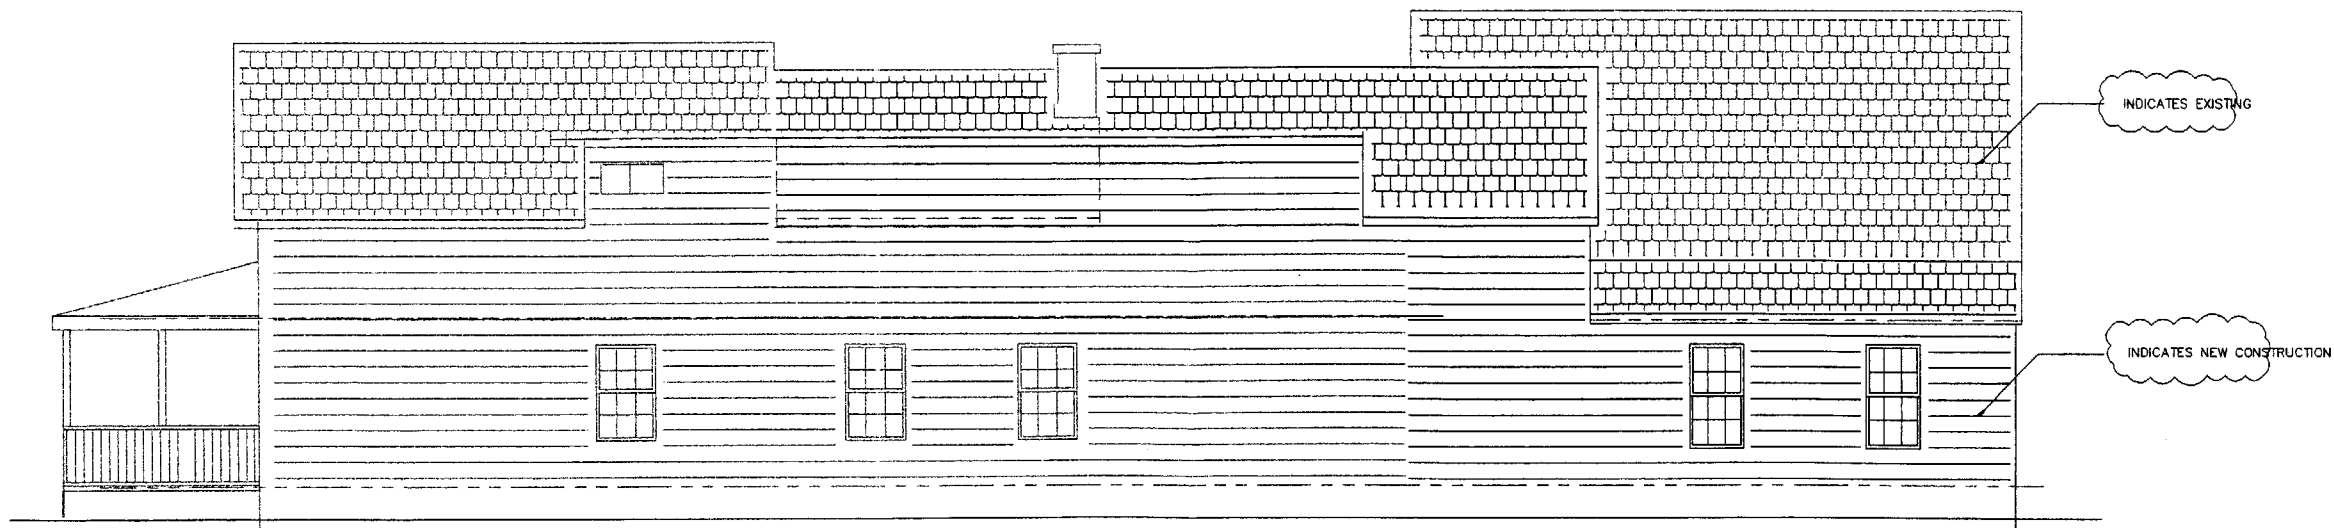 INDICATES EXISTING
INDICATES NEW CONSTRUCTION